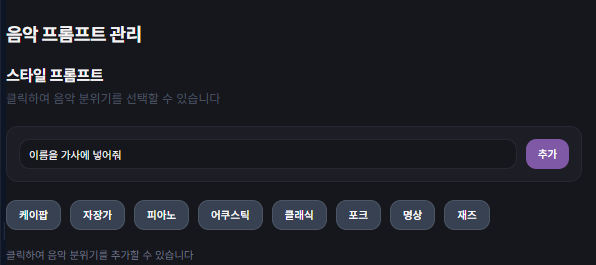 음악 프롬프트 관리
스타일 프롬프트
클릭하여 음악 분위기를 선택할 수 있습니다
이름을 가사에 넣어줘
추가
케이팝 자장가 피아노 어쿠스틱 클래식 포크 명상 재즈
클릭하여 음악 분위기를 추가할 수 있습니다